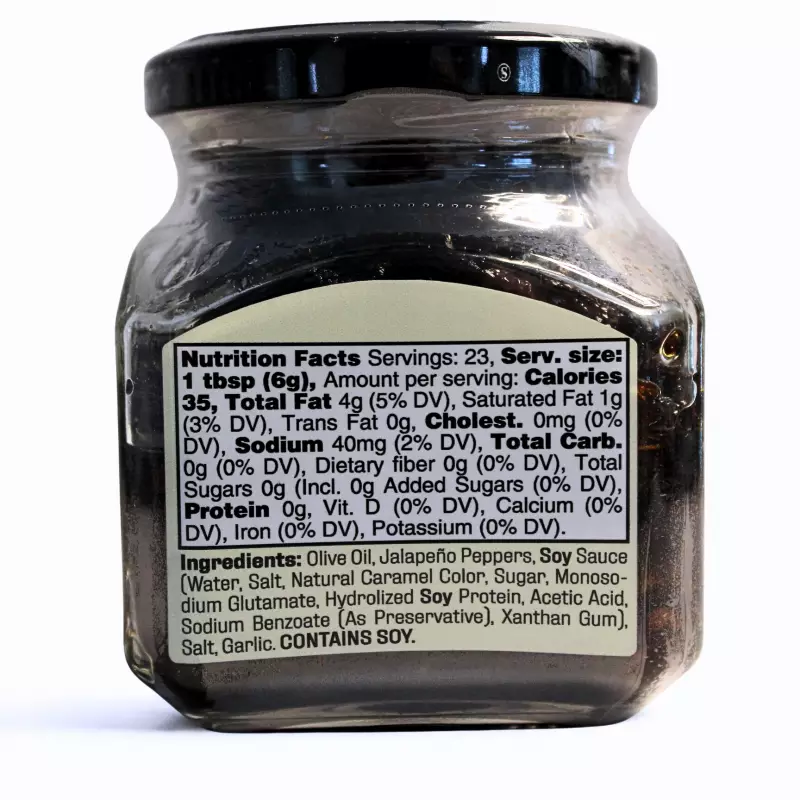 Nutrition Facts Servings: 23, Serv. size:
1 tbsp (6g), Amount per serving: Calories
35, Total Fat 4g (5% DV), Saturated Fat 1g
(3% DV), Trans Fat 0g, Cholest. 0mg (0%
DV), Sodium 40mg (2% DV), Total Carb.
0g (0% DV), Dietary fiber 0g (0% DV), Total
Sugars 0g (Incl. 0g Added Sugars (0% DV),
Protein 0g, Vit. D (0% DV), Calcium (0%
DV), Iron (0% DV), Potassium (0% DV).
Ingredients: Olive Oil, Jalapeño Peppers, Soy Sauce
(Water, Salt, Natural Caramel Color, Sugar, Monoso-
dium Glutamate, Hydrolized Soy Protein, Acetic Acid,
Sodium Benzoate (As Preservative), Xanthan Gum),
Salt, Garlic. CONTAINS SOY.